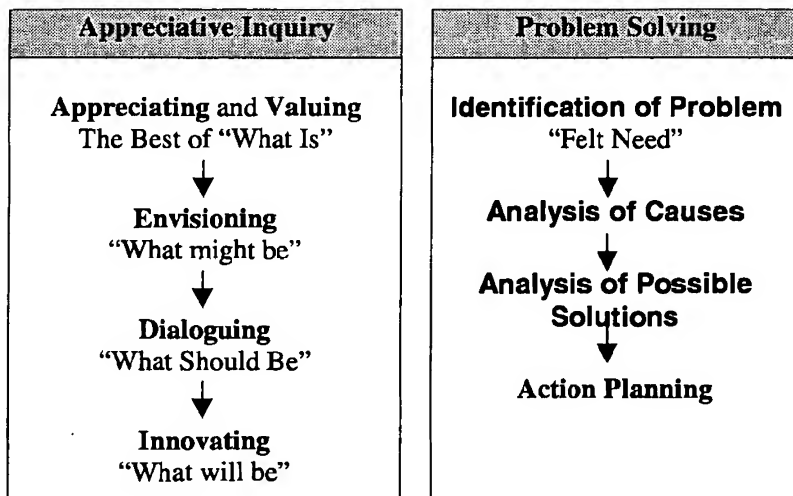 Appreciative Inquiry
Appreciating and Valuing
The Best of “What Is”
Envisioning
“What might be”
Dialoguing
“What Should Be”
Innovating
“What will be”
Problem Solving
Identification of Problem
“Felt Need”
Analysis of Causes
Analysis of Possible
Solutions
Action Planning